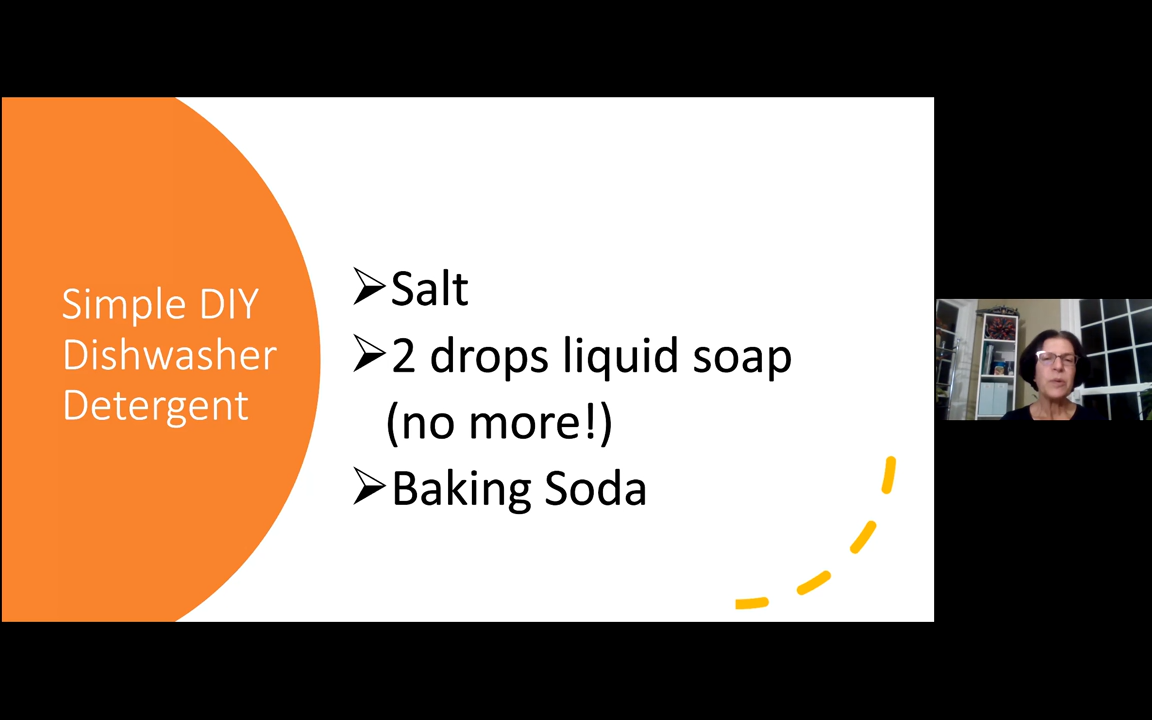 Simple DIY
Dishwasher
Detergent
➢Salt
➢2 drops liquid soap
(no more!)
➢Baking Soda